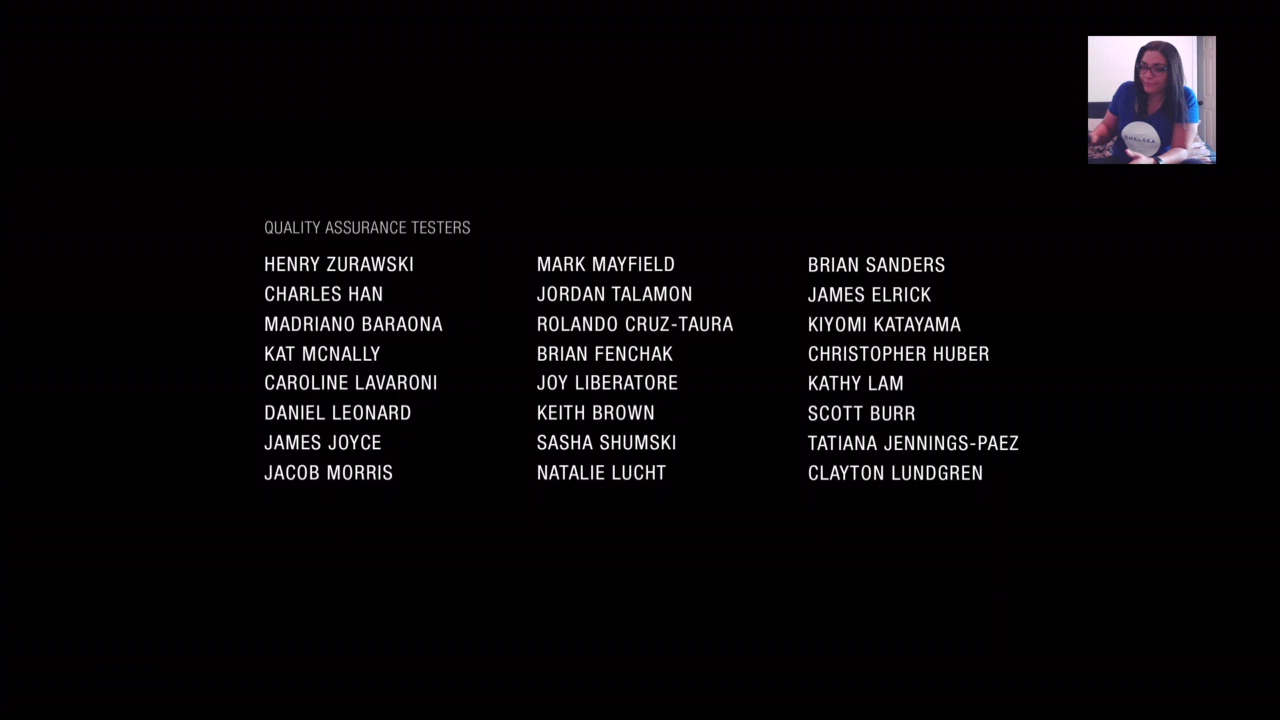 QUALITY ASSURANCE TESTERS
HENRY ZURAWSKI
CHARLES HAN
MADRIANO BARAONA
KAT MCNALLY
CAROLINE LAVARONI
DANIEL LEONARD
JAMES JOYCE
JACOB MORRIS
MARK MAYFIELD
JORDAN TALAMON
ROLANDO CRUZ-TAURA
BRIAN FENCHAK
JOY LIBERATORE
KEITH BROWN
SASHA SHUMSKI
NATALIE LUCHT
BRIAN SANDERS
JAMES ELRICK
KIYOMI KATAYAMA
CHRISTOPHER HUBER
KATHY LAM
SCOTT BURR
TATIANA JENNINGS-PAEZ
CLAYTON LUNDGREN
CHELSEA